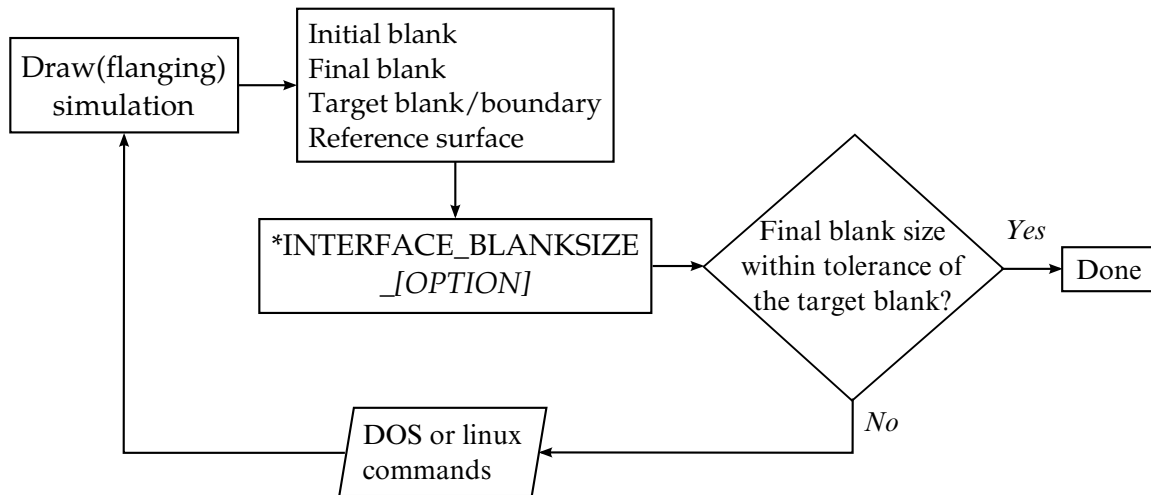 Draw(flanging)
simulation
Initial blank
Final blank
Target blank/boundary
Reference surface
*INTERFACE_BLANKSIZE
_[OPTION]
Final blank size
within tolerance of
the target blank?
Yes
Done
No
DOS or linux
commands